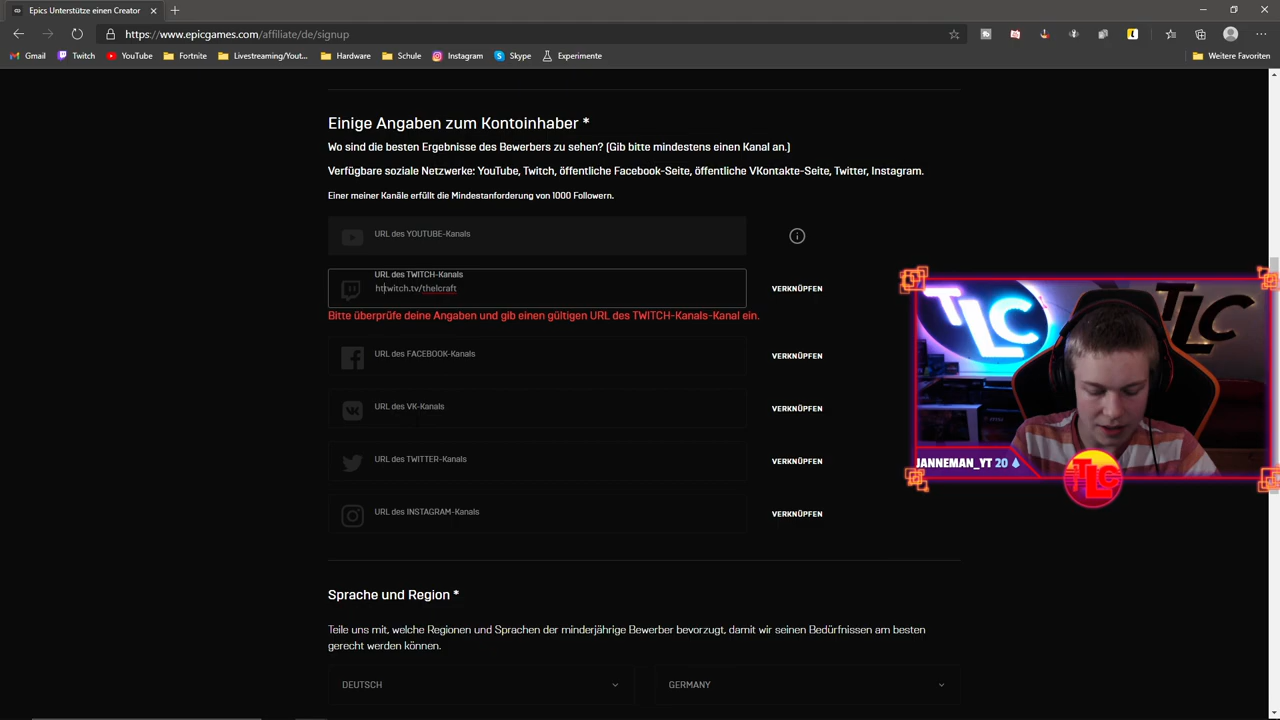 Epics Unterstütze einen Creator
https://www.epicgames.com/affiliate/de/signup
Gmail Twitch YouTube Fortnite Livestreaming/Yout... Hardware Schule Instagram Skype Experimente Weitere Favoriten
Einige Angaben zum Kontoinhaber *
Wo sind die besten Ergebnisse des Bewerbers zu sehen? (Gib bitte mindestens einen Kanal an.)
Verfügbare soziale Netzwerke: YouTube, Twitch, öffentliche Facebook-Seite, öffentliche VKontakte-Seite, Twitter, Instagram.
Einer meiner Kanäle erfüllt die Mindestanforderung von 1000 Followern.
URL des YOUTUBE-Kanals
URL des TWITCH-Kanals
httwitch.tv/thelcraft VERKNÜPFEN
Bitte überprüfe deine Angaben und gib einen gültigen URL des TWITCH-Kanals-Kanal ein.
URL des FACEBOOK-Kanals VERKNÜPFEN
URL des VK-Kanals VERKNÜPFEN
URL des TWITTER-Kanals VERKNÜPFEN
URL des INSTAGRAM-Kanals VERKNÜPFEN
TLC
TLC
JANNEMAN_YT 20
TLC
Sprache und Region *
Teile uns mit, welche Regionen und Sprachen der minderjährige Bewerber bevorzugt, damit wir seinen Bedürfnissen am besten
gerecht werden können.
DEUTSCH GERMANY